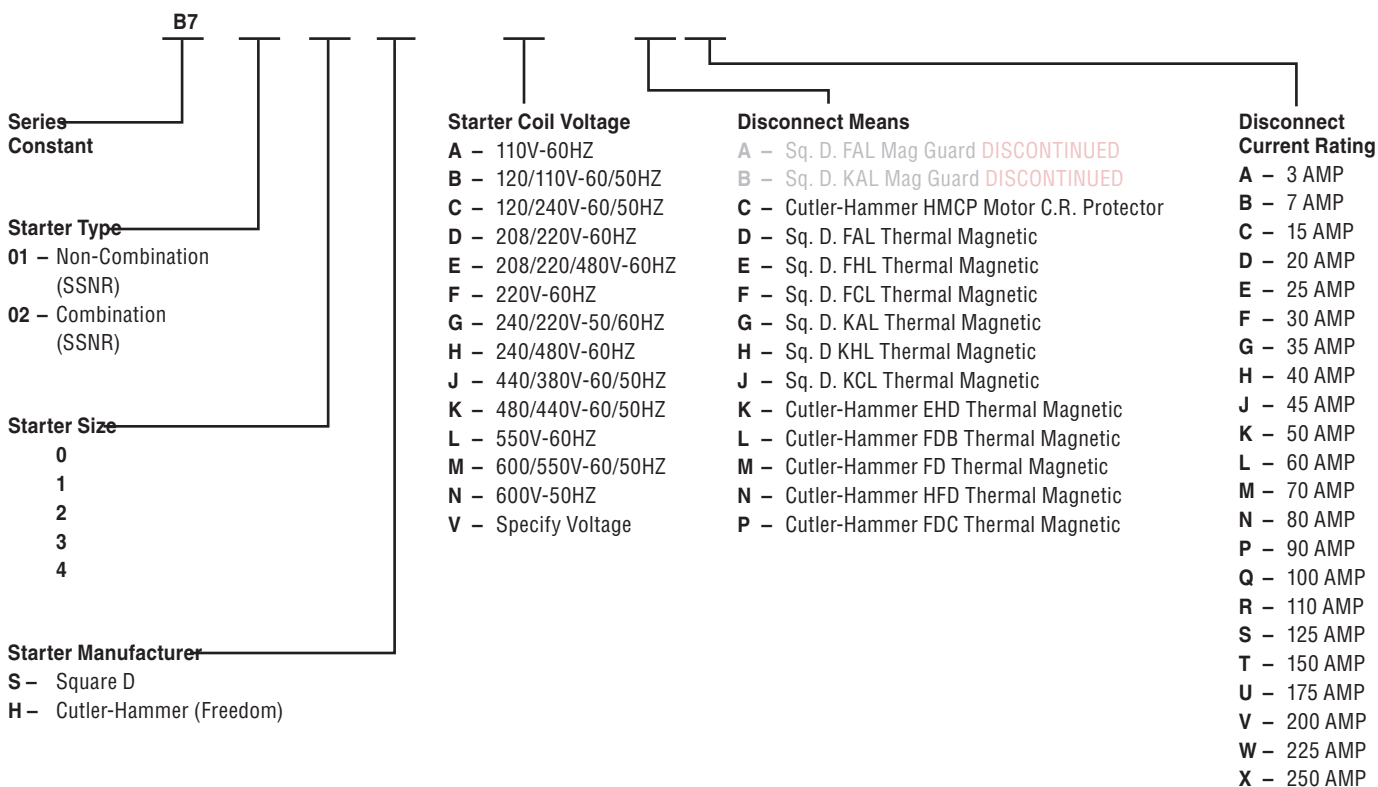 B7
Series
Constant
Starter Type
01 – Non-Combination
(SSNR)
02 – Combination
(SSNR)
Starter Size
0
1
2
3
4
Starter Manufacturer
S – Square D
H – Cutler-Hammer (Freedom)
Starter Coil Voltage
A – 110V-60HZ
B – 120/110V-60/50HZ
C – 120/240V-60/50HZ
D – 208/220V-60HZ
E – 208/220/480V-60HZ
F – 220V-60HZ
G – 240/220V-50/60HZ
H – 240/480V-60HZ
J – 440/380V-60/50HZ
K – 480/440V-60/50HZ
L – 550V-60HZ
M – 600/550V-60/50HZ
N – 600V-50HZ
V – Specify Voltage
Disconnect Means
A – Sq. D. FAL Mag Guard DISCONTINUED
B – Sq. D. KAL Mag Guard DISCONTINUED
C – Cutler-Hammer HMCP Motor C.R. Protector
D – Sq. D. FAL Thermal Magnetic
E – Sq. D. FHL Thermal Magnetic
F – Sq. D. FCL Thermal Magnetic
G – Sq. D. KAL Thermal Magnetic
H – Sq. D KHL Thermal Magnetic
J – Sq. D. KCL Thermal Magnetic
K – Cutler-Hammer EHD Thermal Magnetic
L – Cutler-Hammer FDB Thermal Magnetic
M – Cutler-Hammer FD Thermal Magnetic
N – Cutler-Hammer HFD Thermal Magnetic
P – Cutler-Hammer FDC Thermal Magnetic
Disconnect
Current Rating
A – 3 AMP
B – 7 AMP
C – 15 AMP
D – 20 AMP
E – 25 AMP
F – 30 AMP
G – 35 AMP
H – 40 AMP
J – 45 AMP
K – 50 AMP
L – 60 AMP
M – 70 AMP
N – 80 AMP
P – 90 AMP
Q – 100 AMP
R – 110 AMP
S – 125 AMP
T – 150 AMP
U – 175 AMP
V – 200 AMP
W – 225 AMP
X – 250 AMP